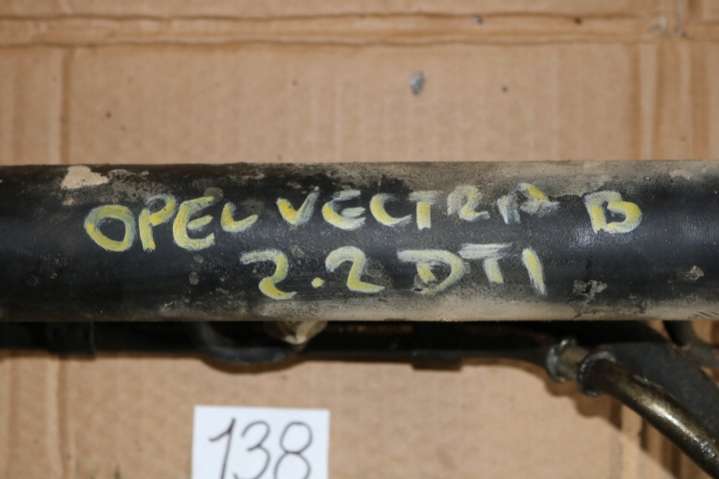 OPEL VECTRA B
2.2 DTI
138